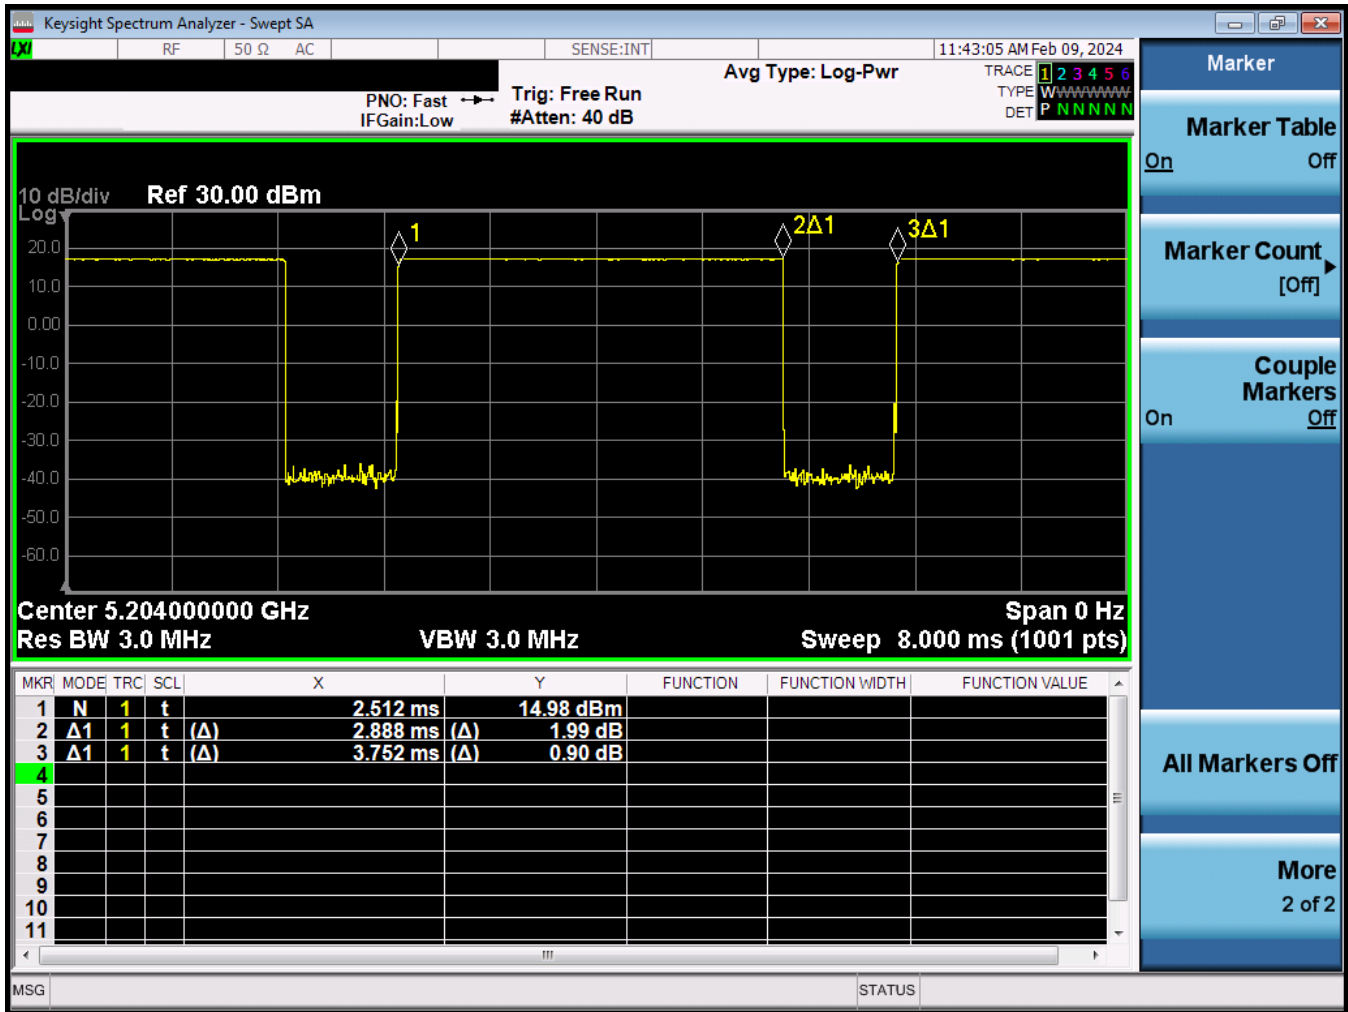 Keysight Spectrum Analyzer - Swept SA
LXI RF 50 Ω AC SENSE:INT 11:43:05 AM Feb 09, 2024
Avg Type: Log-Pwr
TRACE 1 2 3 4 5 6
PNO: Fast Trig: Free Run
TYPE W W W W W W
IFGain:Low #Atten: 40 dB
DET P N N N N N
10 dB/div Ref 30.00 dBm
Log
1
2Δ1
3Δ1
20.0
10.0
0.00
-10.0
-20.0
-30.0
-40.0
-50.0
-60.0
Center 5.204000000 GHz Span 0 Hz
Res BW 3.0 MHz VBW 3.0 MHz Sweep 8.000 ms (1001 pts)
MKR MODE TRC SCL X Y FUNCTION FUNCTION WIDTH FUNCTION VALUE
1 N 1 t 2.512 ms 14.98 dBm
2 Δ1 1 t (Δ) 2.888 ms (Δ) 1.99 dB
3 Δ1 1 t (Δ) 3.752 ms (Δ) 0.90 dB
4
5
6
7
8
9
10
11
MSG STATUS
Marker
Marker Table
On Off
Marker Count
[Off]
Couple
Markers
On Off
All Markers Off
More
2 of 2